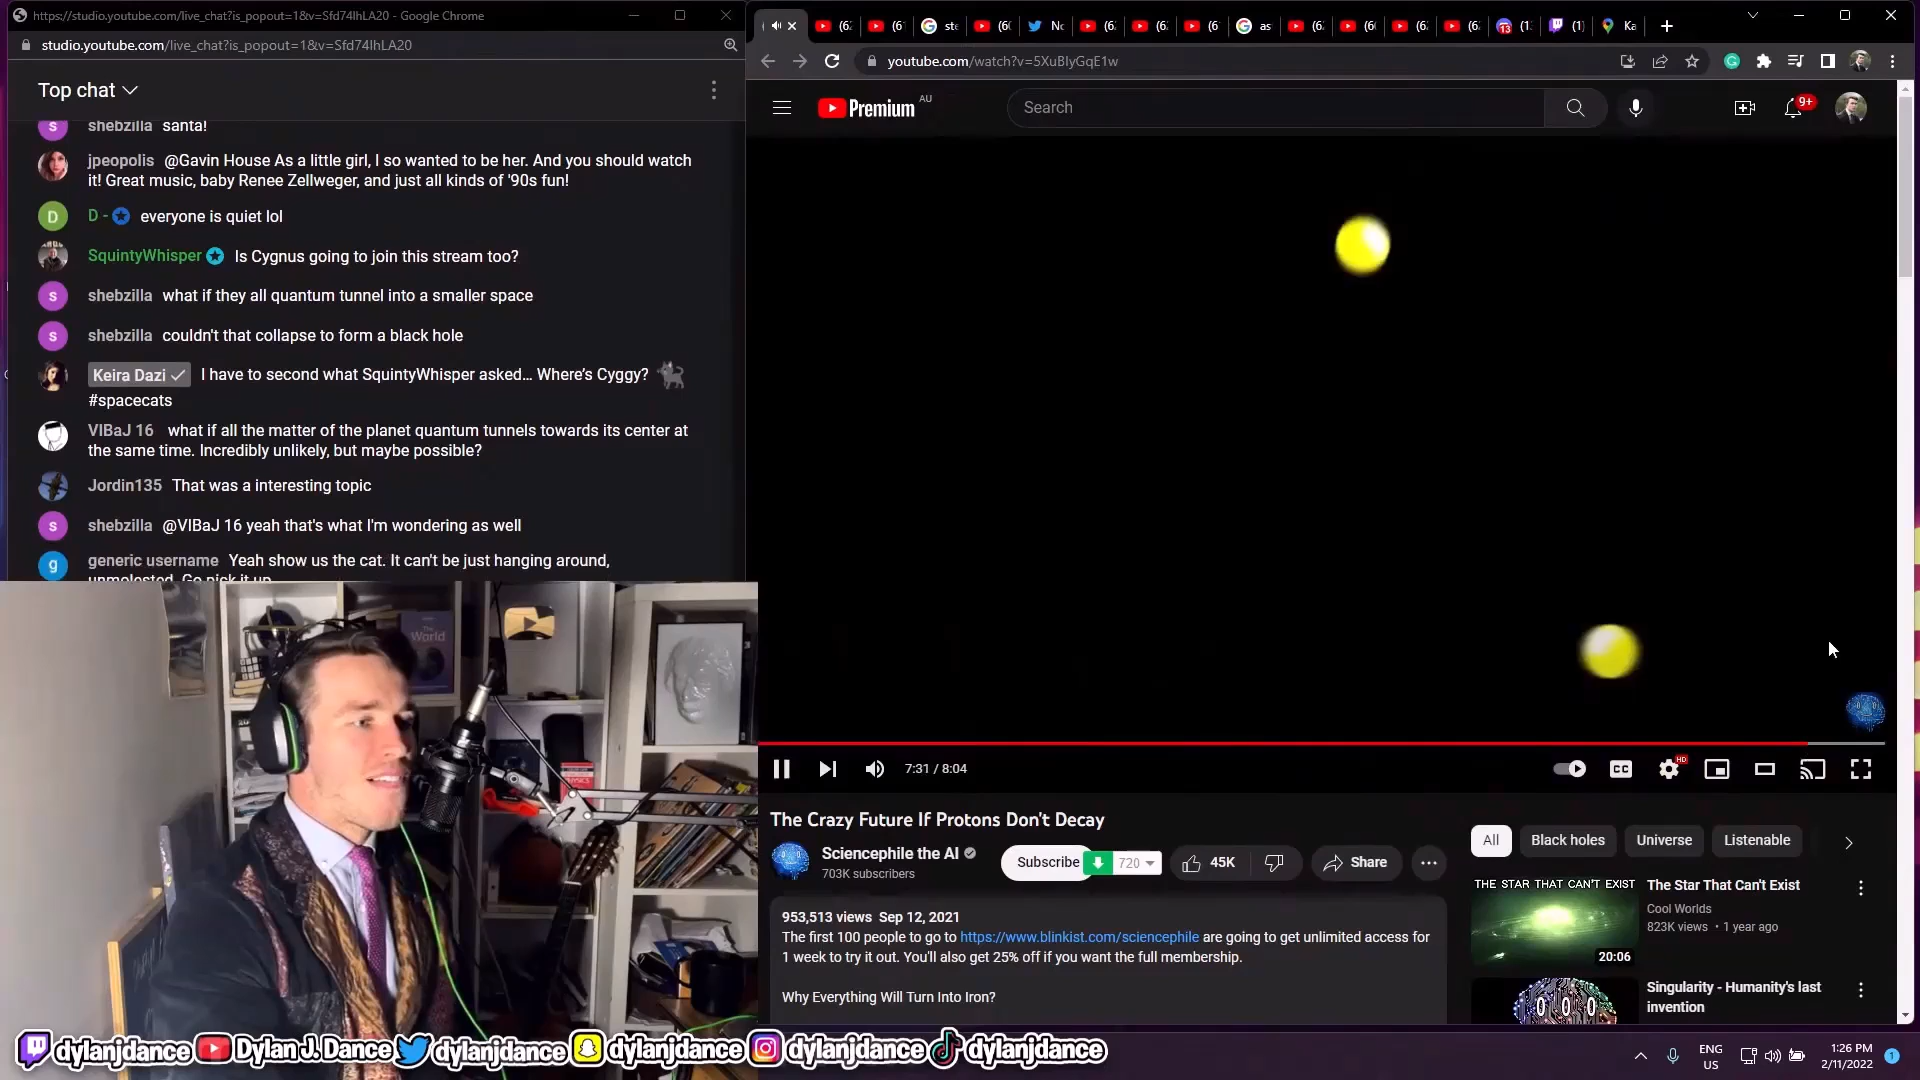 https://studio.youtube.com/live_chat?is_popout=1&v=Sfd74lhLA20 - Google Chrome
studio.youtube.com/live_chat?is_popout=1&v=Sfd74lhLA20
Top chat
shebzilla santa!
jpeopolis @Gavin House As a little girl, I so wanted to be her. And you should watch
it! Great music, baby Renee Zellweger, and just all kinds of '90s fun!
D
D - everyone is quiet lol
SquintyWhisper Is Cygnus going to join this stream too?
s
shebzilla what if they all quantum tunnel into a smaller space
s
shebzilla couldn't that collapse to form a black hole
Keira Dazi I have to second what SquintyWhisper asked... Where's Cyggy?
#spacecats
VIBaJ 16 what if all the matter of the planet quantum tunnels towards its center at
the same time. Incredibly unlikely, but maybe possible?
Jordin135 That was a interesting topic
s
shebzilla @VIBaJ 16 yeah that's what I'm wondering as well
g
generic username Yeah show us the cat. It can't be just hanging around,
unmolested. Go pick it up
The
World
youtube.com/watch?v=5XuBIyGqE1w
Premium AU
Search
9+
7:31 / 8:04
CC
HD
The Crazy Future If Protons Don't Decay
Sciencephile the AI
703K subscribers
Subscribe
720
45K
Share
953,513 views Sep 12, 2021
The first 100 people to go to https://www.blinkist.com/sciencephile are going to get unlimited access for
1 week to try it out. You'll also get 25% off if you want the full membership.
Why Everything Will Turn Into Iron?
All
Black holes
Universe
Listenable
THE STAR THAT CAN'T EXIST
20:06
The Star That Can't Exist
Cool Worlds
823K views • 1 year ago
Singularity - Humanity's last
invention
dylanjdance
Dylan J. Dance
dylanjdance
dylanjdance
dylanjdance
dylanjdance
ENG
US
1:26 PM
2/11/2022
1